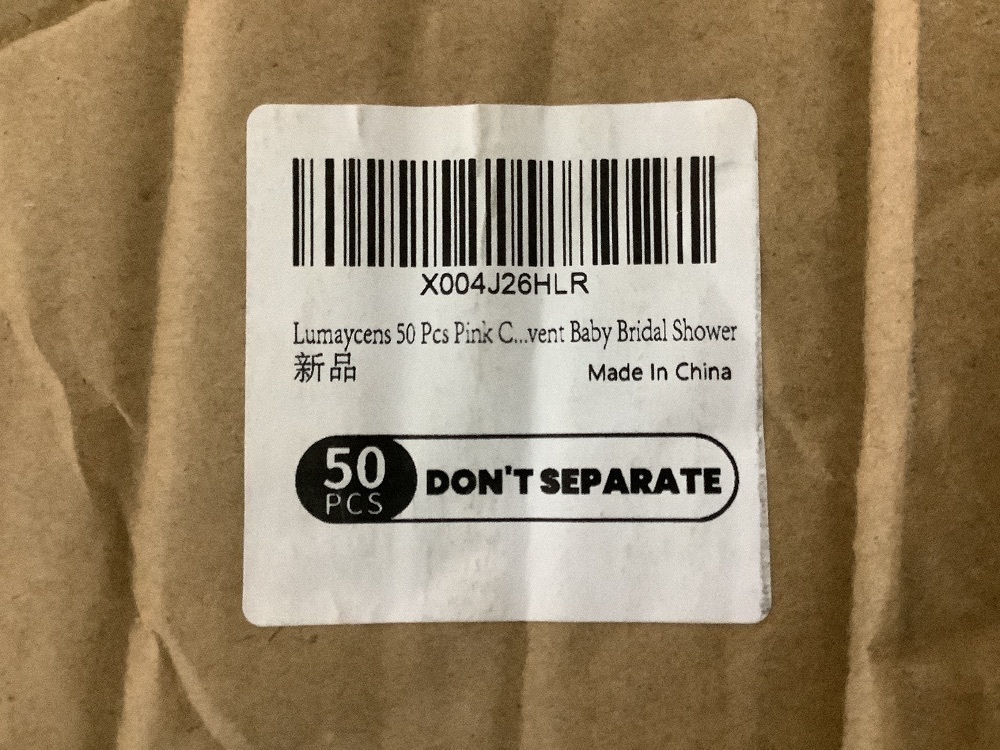 X004J26HLR
Lumaycens 50 Pcs Pink C...vent Baby Bridal Shower
新品
Made In China
50
PCS
DON'T SEPARATE